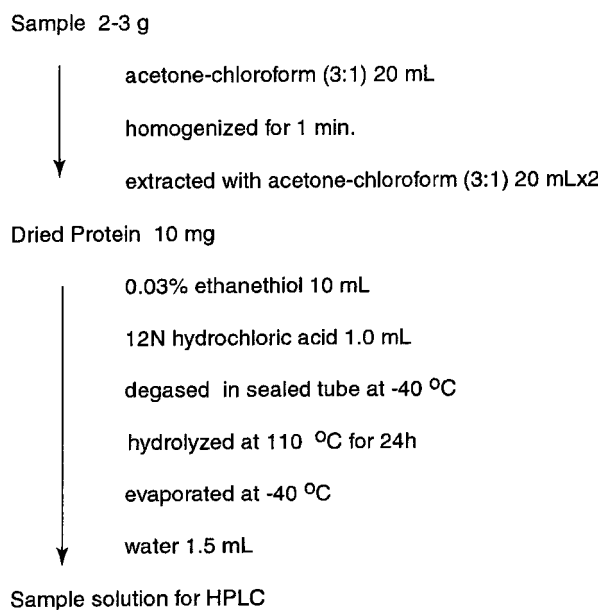 Sample 2-3 g
acetone-chloroform (3:1) 20 mL
homogenized for 1 min.
extracted with acetone-chloroform (3:1) 20 mLx2
Dried Protein 10 mg
0.03% ethanethiol 10 mL
12N hydrochloric acid 1.0 mL
degased in sealed tube at -40 ºC
hydrolyzed at 110 ºC for 24h
evaporated at -40 ºC
water 1.5 mL
Sample solution for HPLC